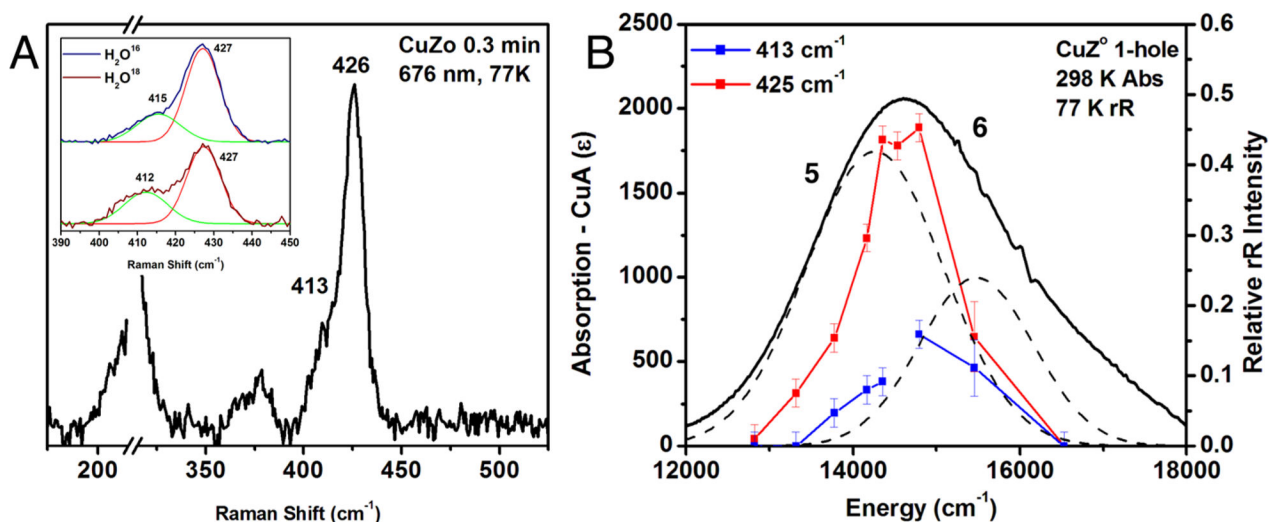 A
CuZo 0.3 min
676 nm, 77K
H₂O¹⁶
H₂O¹⁸
427
415
427
412
390 400 410 420 430 440 450
Raman Shift (cm⁻¹)
426
413
200 350 400 450 500
Raman Shift (cm⁻¹)
B
413 cm⁻¹
425 cm⁻¹
CuZ° 1-hole
298 K Abs
77 K rR
5
6
2500
2000
1500
1000
500
0
Absorption - CuA (ε)
0.6
0.5
0.4
0.3
0.2
0.1
0.0
Relative rR Intensity
12000 14000 16000 18000
Energy (cm⁻¹)